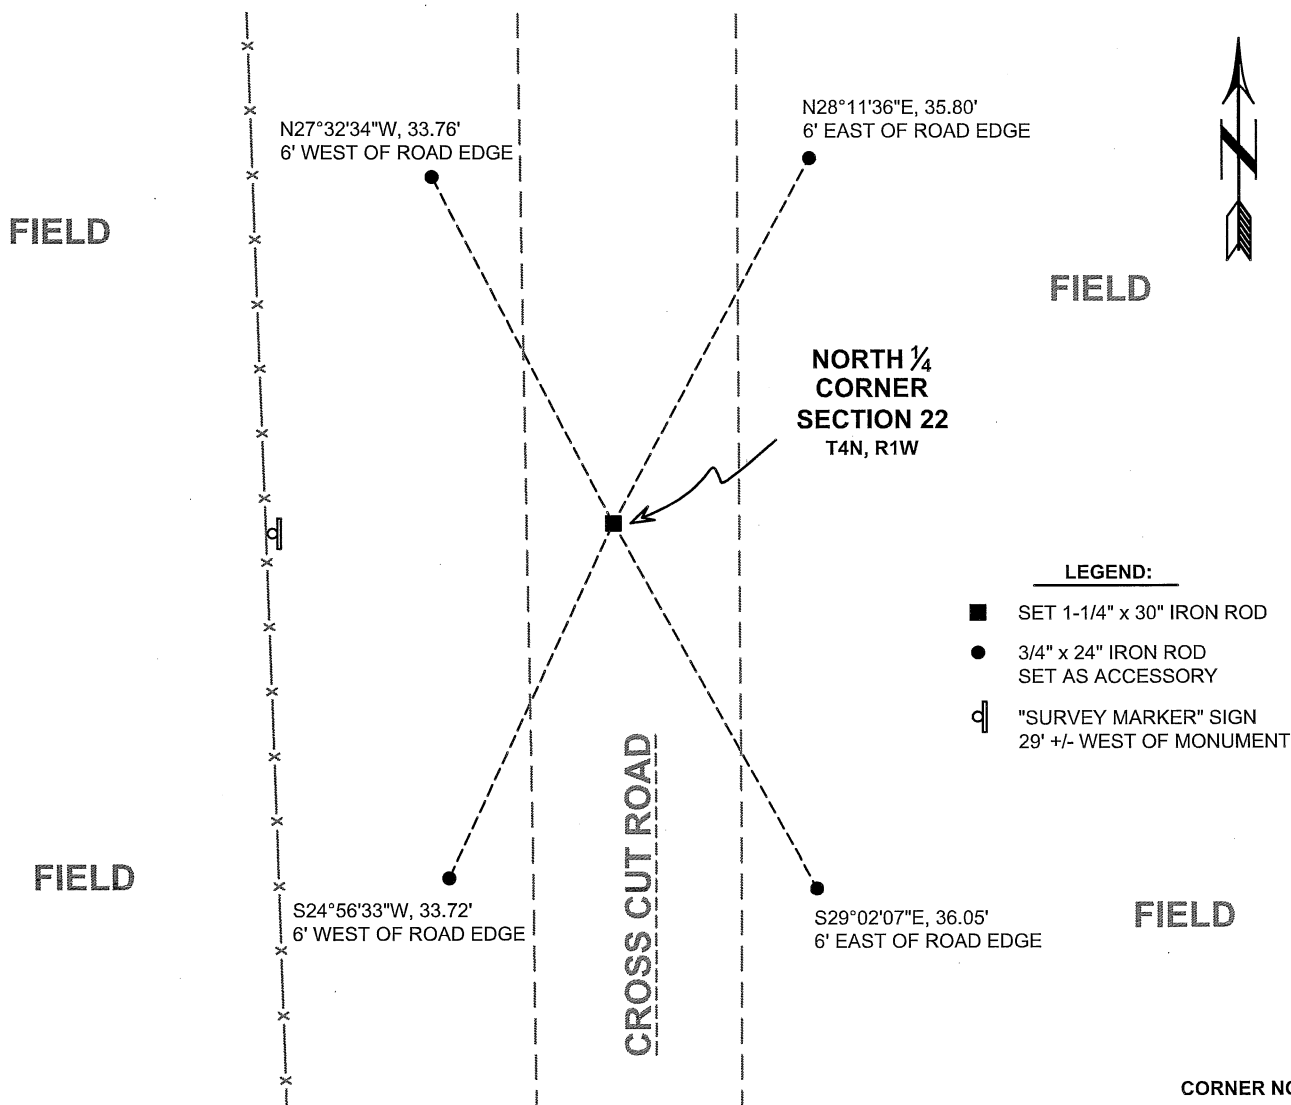 N27°32'34"W, 33.76'
6' WEST OF ROAD EDGE
N28°11'36"E, 35.80'
6' EAST OF ROAD EDGE
N
FIELD
FIELD
NORTH 1/4
CORNER
SECTION 22
T4N, R1W
LEGEND:
SET 1-1/4" x 30" IRON ROD
3/4" x 24" IRON ROD
SET AS ACCESSORY
"SURVEY MARKER" SIGN
29' +/- WEST OF MONUMENT
CROSS CUT ROAD
FIELD
S24°56'33"W, 33.72'
6' WEST OF ROAD EDGE
S29°02'07"E, 36.05'
6' EAST OF ROAD EDGE
FIELD
CORNER NO